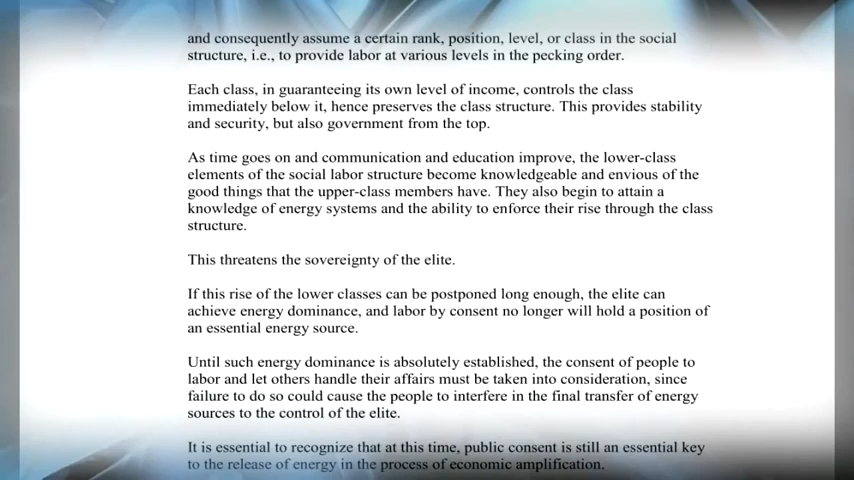 and consequently assume a certain rank, position, level, or class in the social
structure, i.e., to provide labor at various levels in the pecking order.
Each class, in guaranteeing its own level of income, controls the class
immediately below it, hence preserves the class structure. This provides stability
and security, but also government from the top.
As time goes on and communication and education improve, the lower-class
elements of the social labor structure become knowledgeable and envious of the
good things that the upper-class members have. They also begin to attain a
knowledge of energy systems and the ability to enforce their rise through the class
structure.
This threatens the sovereignty of the elite.
If this rise of the lower classes can be postponed long enough, the elite can
achieve energy dominance, and labor by consent no longer will hold a position of
an essential energy source.
Until such energy dominance is absolutely established, the consent of people to
labor and let others handle their affairs must be taken into consideration, since
failure to do so could cause the people to interfere in the final transfer of energy
sources to the control of the elite.
It is essential to recognize that at this time, public consent is still an essential key
to the release of energy in the process of economic amplification.